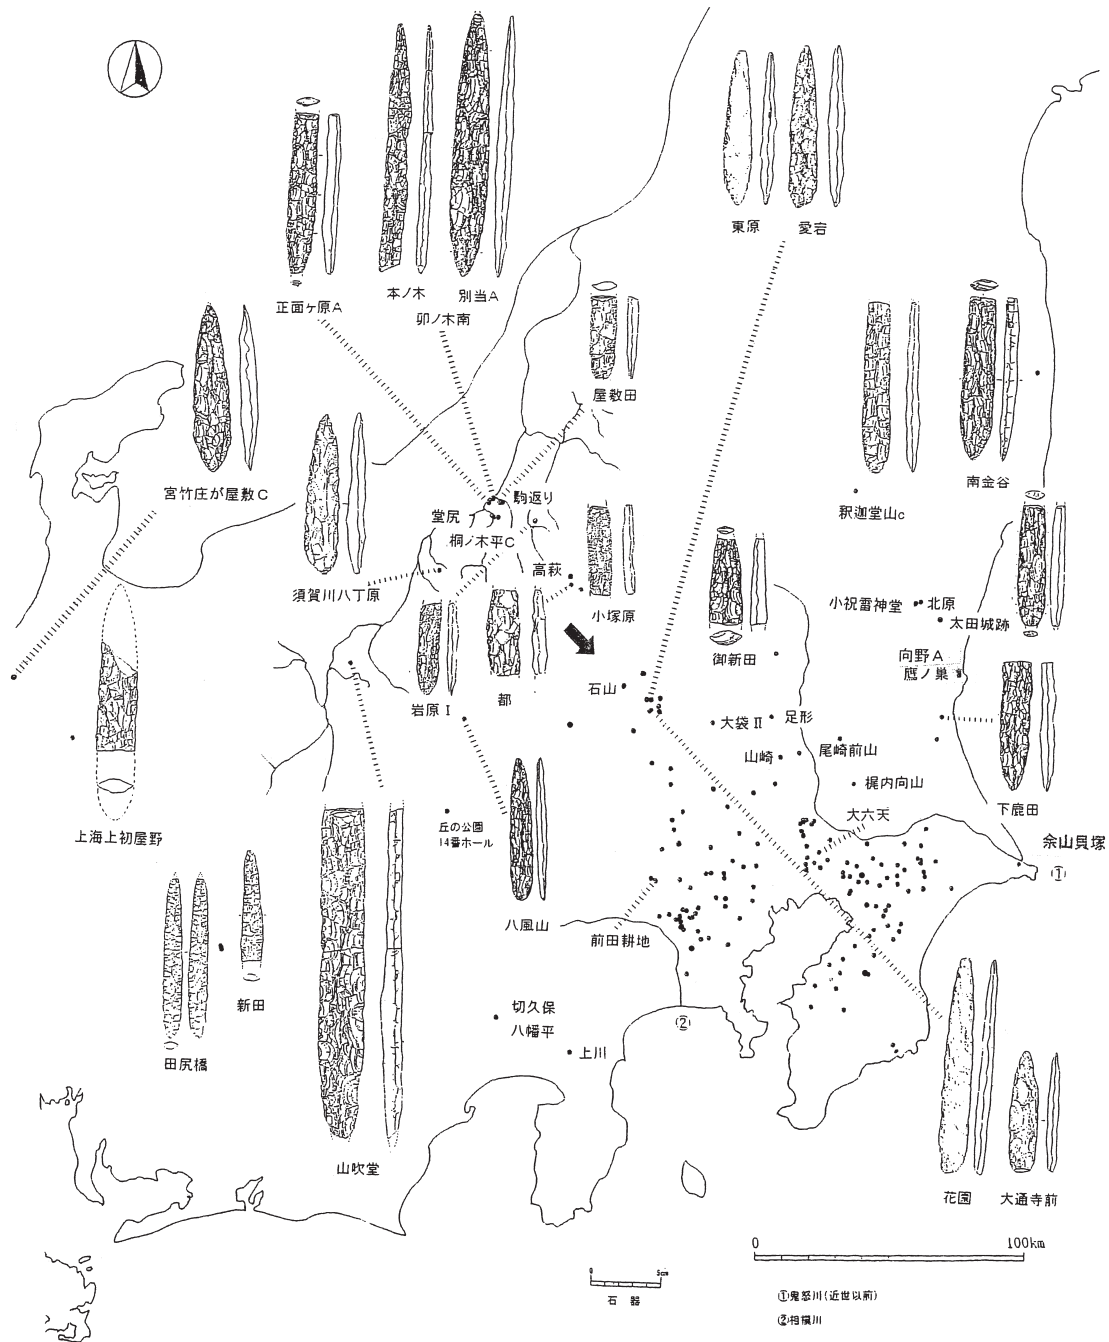 東原
愛宕
正面ヶ原A
本ノ木
別当A
卯ノ木南
屋敷田
宮竹庄が屋敷C
南金谷
釈迦堂山c
駒返り
堂尻
桐ノ木平C
高萩
須賀川八丁原
小塚原
小祝雷神堂
北原
太田城跡
御新田
向野A
鷹ノ巣
石山
都
岩原I
大袋II
足形
尾崎前山
山崎
梶内向山
下鹿田
大六天
余山貝塚
①
上海上初屋野
丘の公園
14番ホール
八風山
前田耕地
新田
切久保
八幡平
②
上川
田尻橋
山吹堂
花園
大通寺前
0 100km
0 5cm
石器
①鬼怒川(近世以前)
②相模川